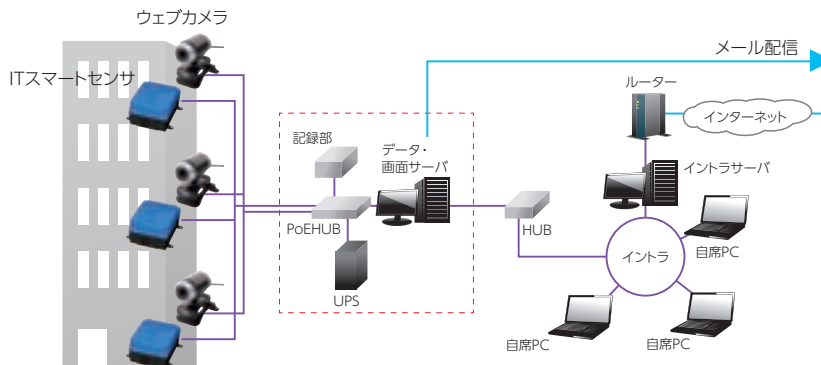 ウェブカメラ
ITスマートセンサ
メール配信
ルーター
インターネット
記録部
データ・
画面サーバ
イントラサーバ
PoEHUB
HUB
イントラ
自席PC
UPS
自席PC
自席PC